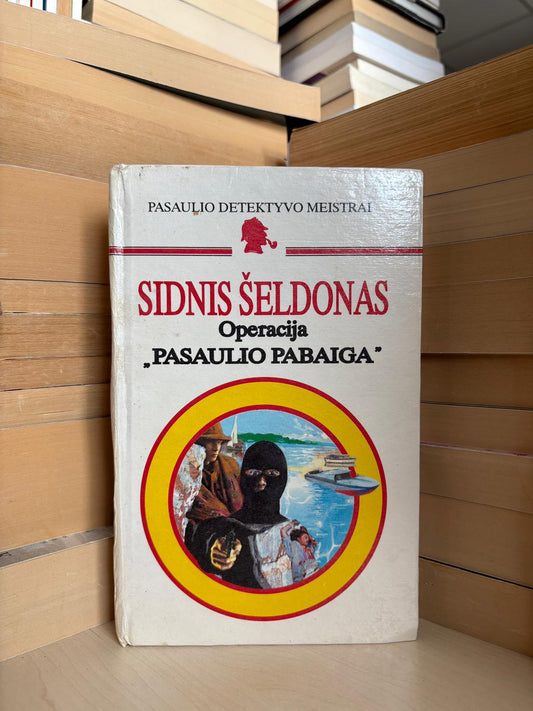 PASAULIO DETEKTYVO MEISTRAI
SIDNIS ŠELDONAS
Operacija
„PASAULIO PABAIGA”